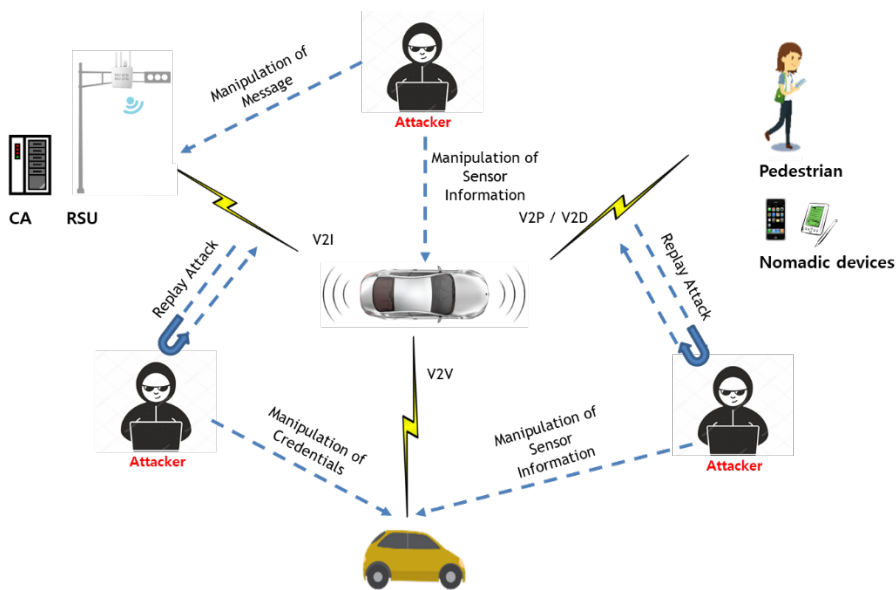 Manipulation of
Message
Attacker
Manipulation of
Sensor
Information
Pedestrian
CA
RSU
V2I
V2P / V2D
Nomadic devices
Replay Attack
Replay Attack
V2V
Attacker
Manipulation of
Credentials
Manipulation of
Sensor
Information
Attacker